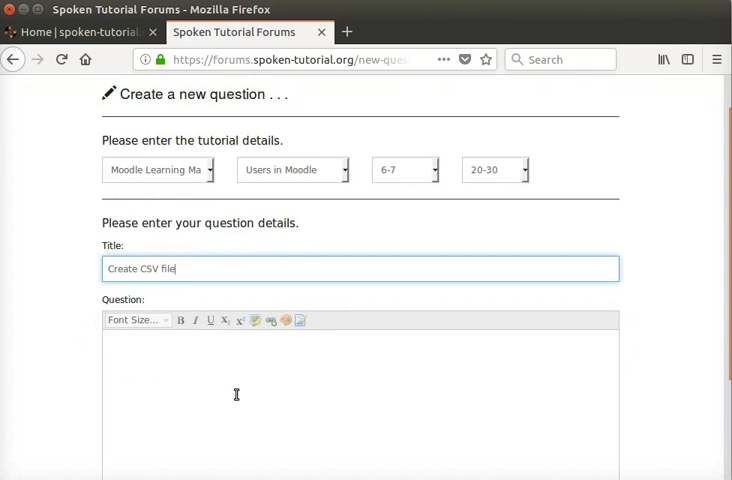 Spoken Tutorial Forums - Mozilla Firefox
Home | spoken-tutorial.
Spoken Tutorial Forums
https://forums.spoken-tutorial.org/new-ques
Search
Create a new question . . .
Please enter the tutorial details.
Moodle Learning Ma
Users in Moodle
6-7
20-30
Please enter your question details.
Title:
Create CSV file
Question:
Font Size...
B I U X₂ X²